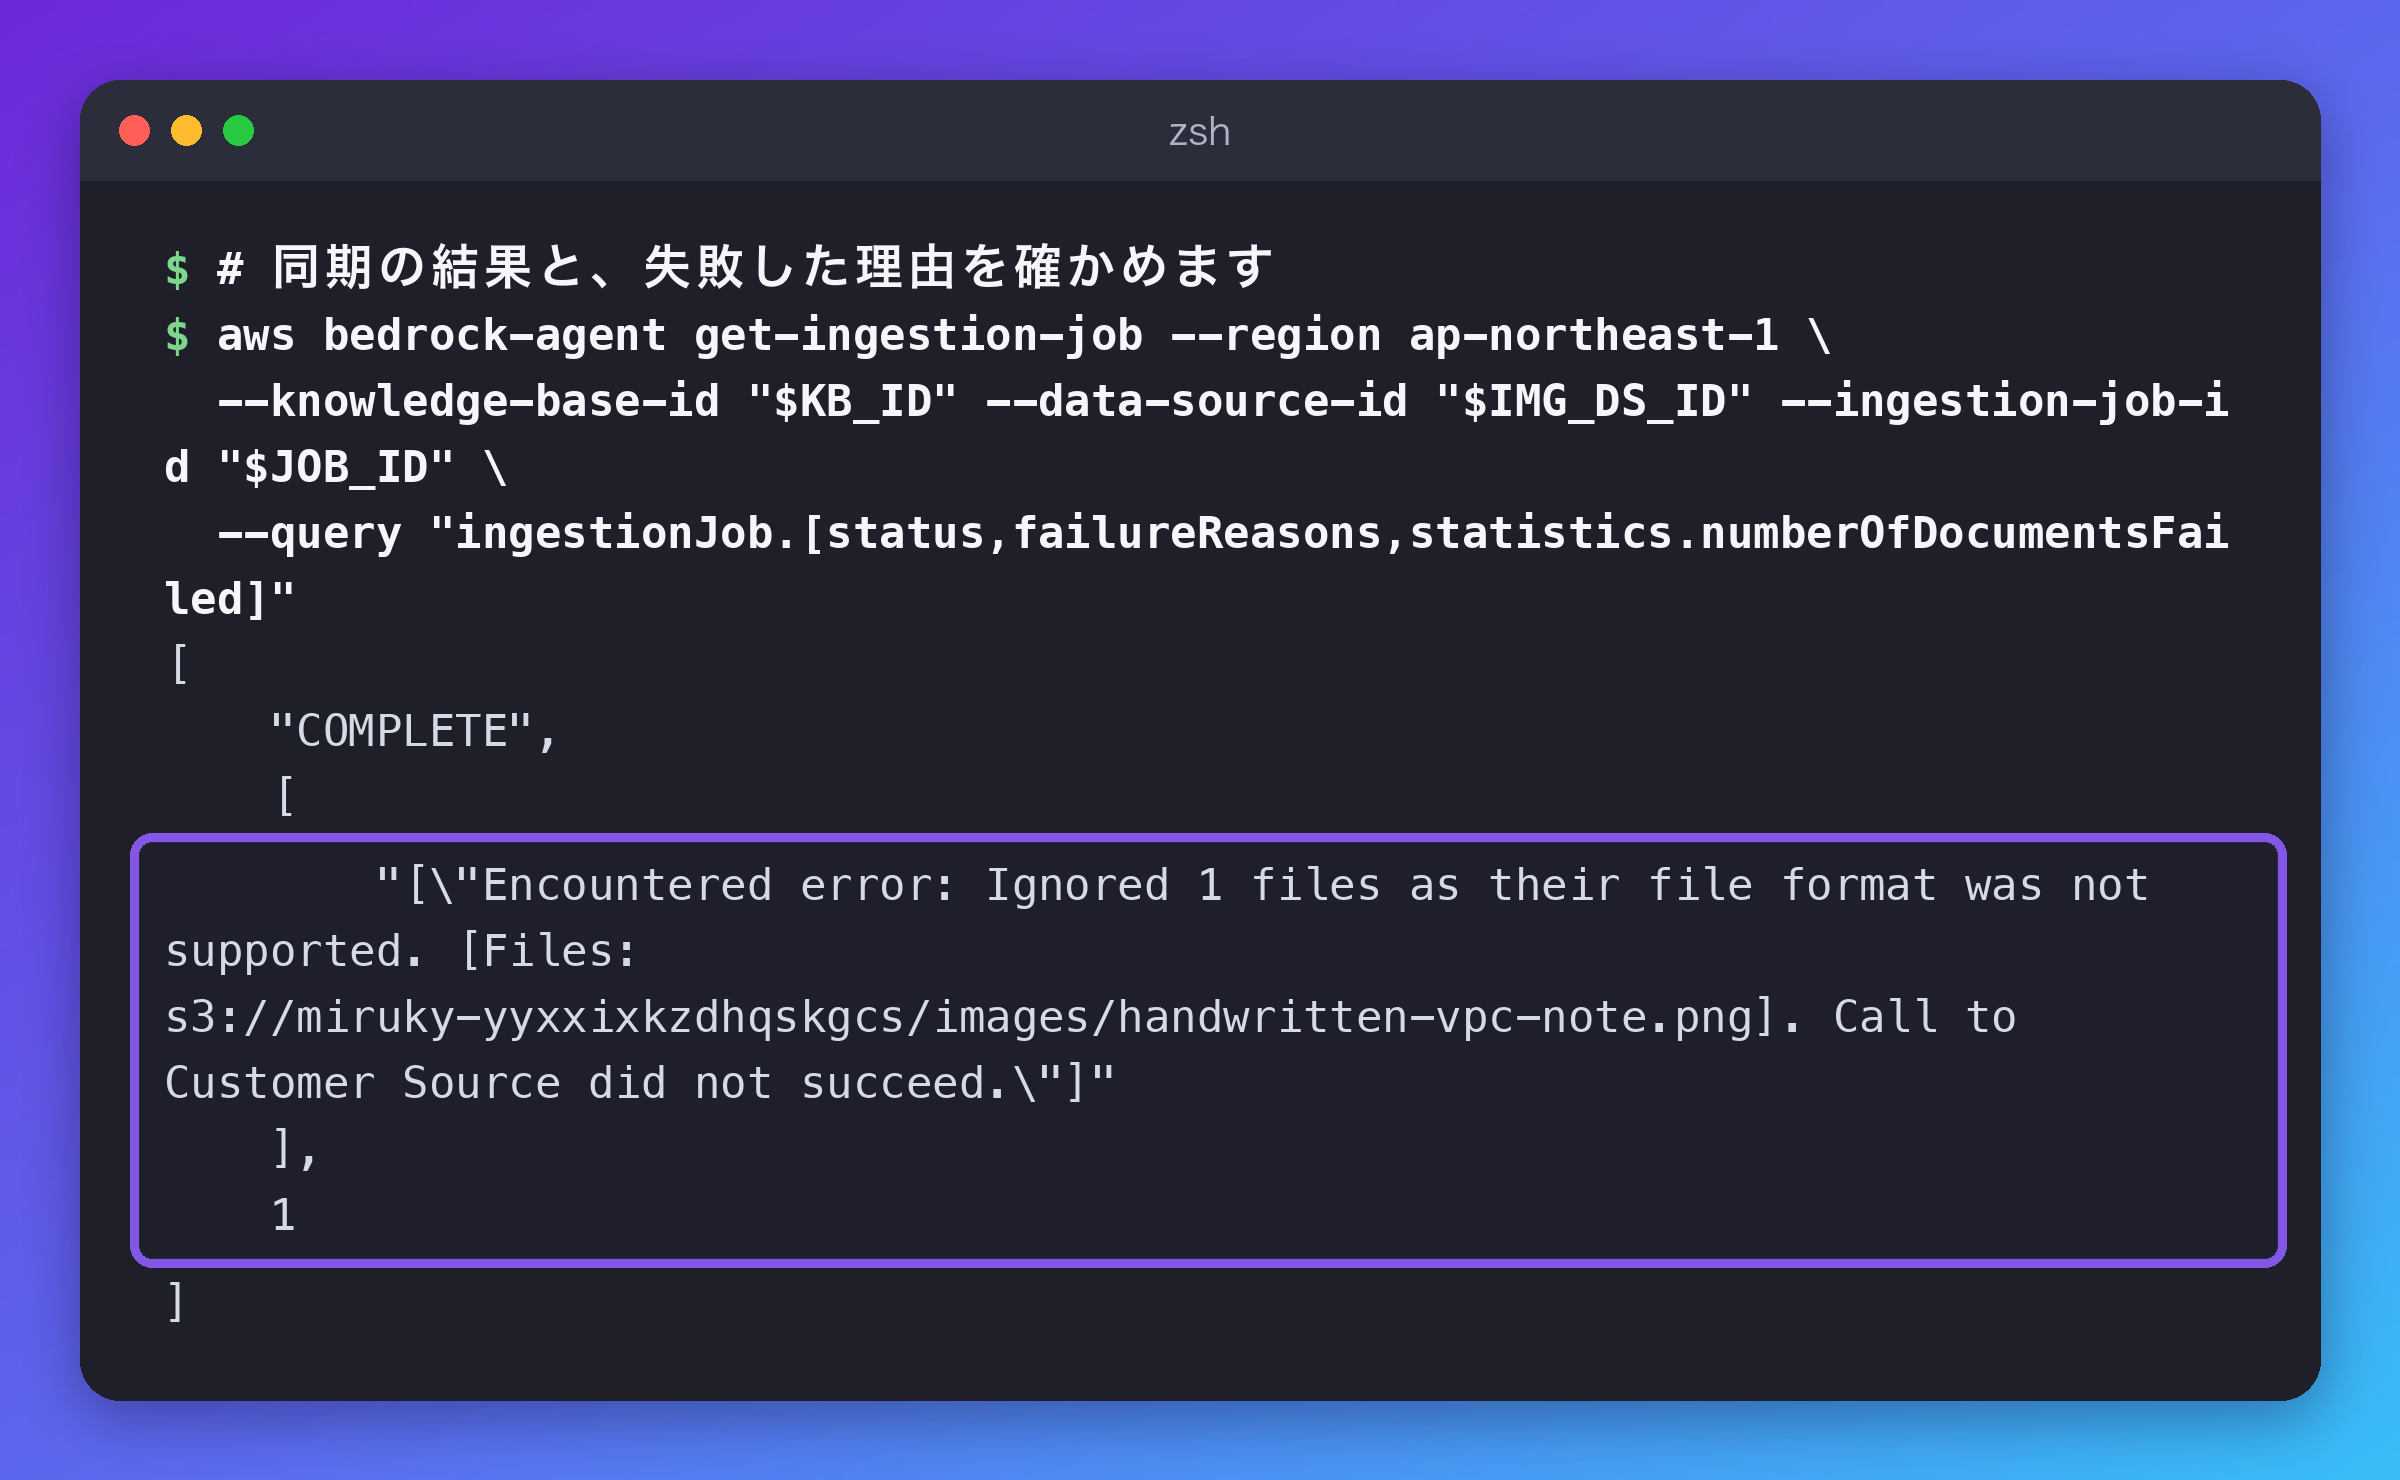 zsh
$ # 同期の結果と、失敗した理由を確かめます
$ aws bedrock-agent get-ingestion-job --region ap-northeast-1 \
  --knowledge-base-id "$KB_ID" --data-source-id "$IMG_DS_ID" --ingestion-job-i
d "$JOB_ID" \
  --query "ingestionJob.[status,failureReasons,statistics.numberOfDocumentsFai
led]"
[
    "COMPLETE",
    [
        "[\"Encountered error: Ignored 1 files as their file format was not
supported. [Files:
s3://miruky-yyxxixkzdhqskgcs/images/handwritten-vpc-note.png]. Call to
Customer Source did not succeed.\"]"
    ],
    1
]